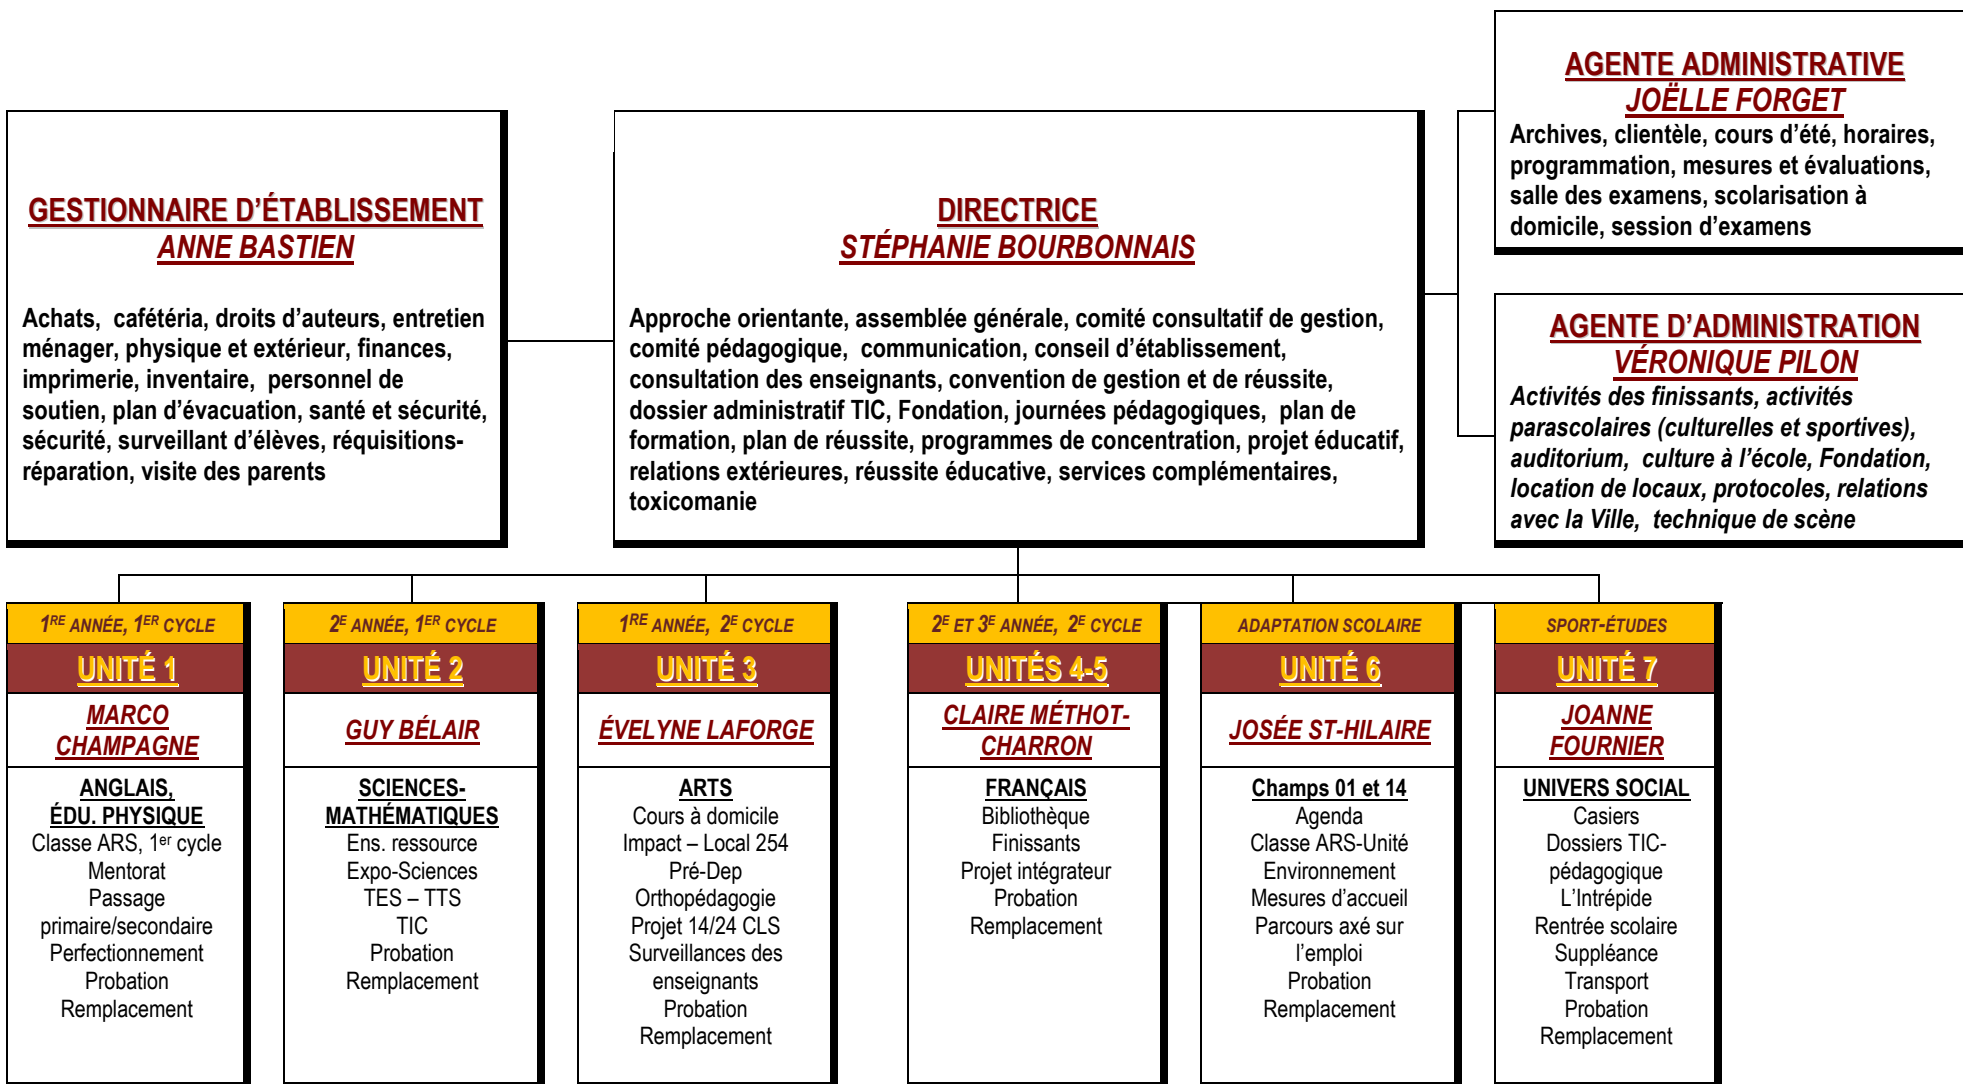 AGENTE ADMINISTRATIVE
JOËLLE FORGET
Archives, clientèle, cours d'été, horaires,
programmation, mesures et évaluations,
salle des examens, scolarisation à
domicile, session d'examens
GESTIONNAIRE D'ÉTABLISSEMENT
ANNE BASTIEN
Achats, cafétéria, droits d'auteurs, entretien
ménager, physique et extérieur, finances,
imprimerie, inventaire, personnel de
soutien, plan d'évacuation, santé et sécurité,
sécurité, surveillant d'élèves, réquisitions-
réparation, visite des parents
DIRECTRICE
STÉPHANIE BOURBONNAIS
Approche orientante, assemblée générale, comité consultatif de gestion,
comité pédagogique, communication, conseil d'établissement,
consultation des enseignants, convention de gestion et de réussite,
dossier administratif TIC, Fondation, journées pédagogiques, plan de
formation, plan de réussite, programmes de concentration, projet éducatif,
relations extérieures, réussite éducative, services complémentaires,
toxicomanie
AGENTE D'ADMINISTRATION
VÉRONIQUE PILON
Activités des finissants, activités
parascolaires (culturelles et sportives),
auditorium, culture à l'école, Fondation,
location de locaux, protocoles, relations
avec la Ville, technique de scène
1RE ANNÉE, 1ER CYCLE
UNITÉ 1
MARCO
CHAMPAGNE
ANGLAIS,
ÉDU. PHYSIQUE
Classe ARS, 1er cycle
Mentorat
Passage
primaire/secondaire
Perfectionnement
Probation
Remplacement
2E ANNÉE, 1ER CYCLE
UNITÉ 2
GUY BÉLAIR
SCIENCES-
MATHÉMATIQUES
Ens. ressource
Expo-Sciences
TES – TTS
TIC
Probation
Remplacement
1RE ANNÉE, 2E CYCLE
UNITÉ 3
ÉVELYNE LAFORGE
ARTS
Cours à domicile
Impact – Local 254
Pré-Dep
Orthopédagogie
Projet 14/24 CLS
Surveillances des
enseignants
Probation
Remplacement
2E ET 3E ANNÉE, 2E CYCLE
UNITÉS 4-5
CLAIRE MÉTHOT-
CHARRON
FRANÇAIS
Bibliothèque
Finissants
Projet intégrateur
Probation
Remplacement
ADAPTATION SCOLAIRE
UNITÉ 6
JOSÉE ST-HILAIRE
Champs 01 et 14
Agenda
Classe ARS-Unité
Environnement
Mesures d'accueil
Parcours axé sur
l'emploi
Probation
Remplacement
SPORT-ÉTUDES
UNITÉ 7
JOANNE
FOURNIER
UNIVERS SOCIAL
Casiers
Dossiers TIC-
pédagogique
L'Intrépide
Rentrée scolaire
Suppléance
Transport
Probation
Remplacement